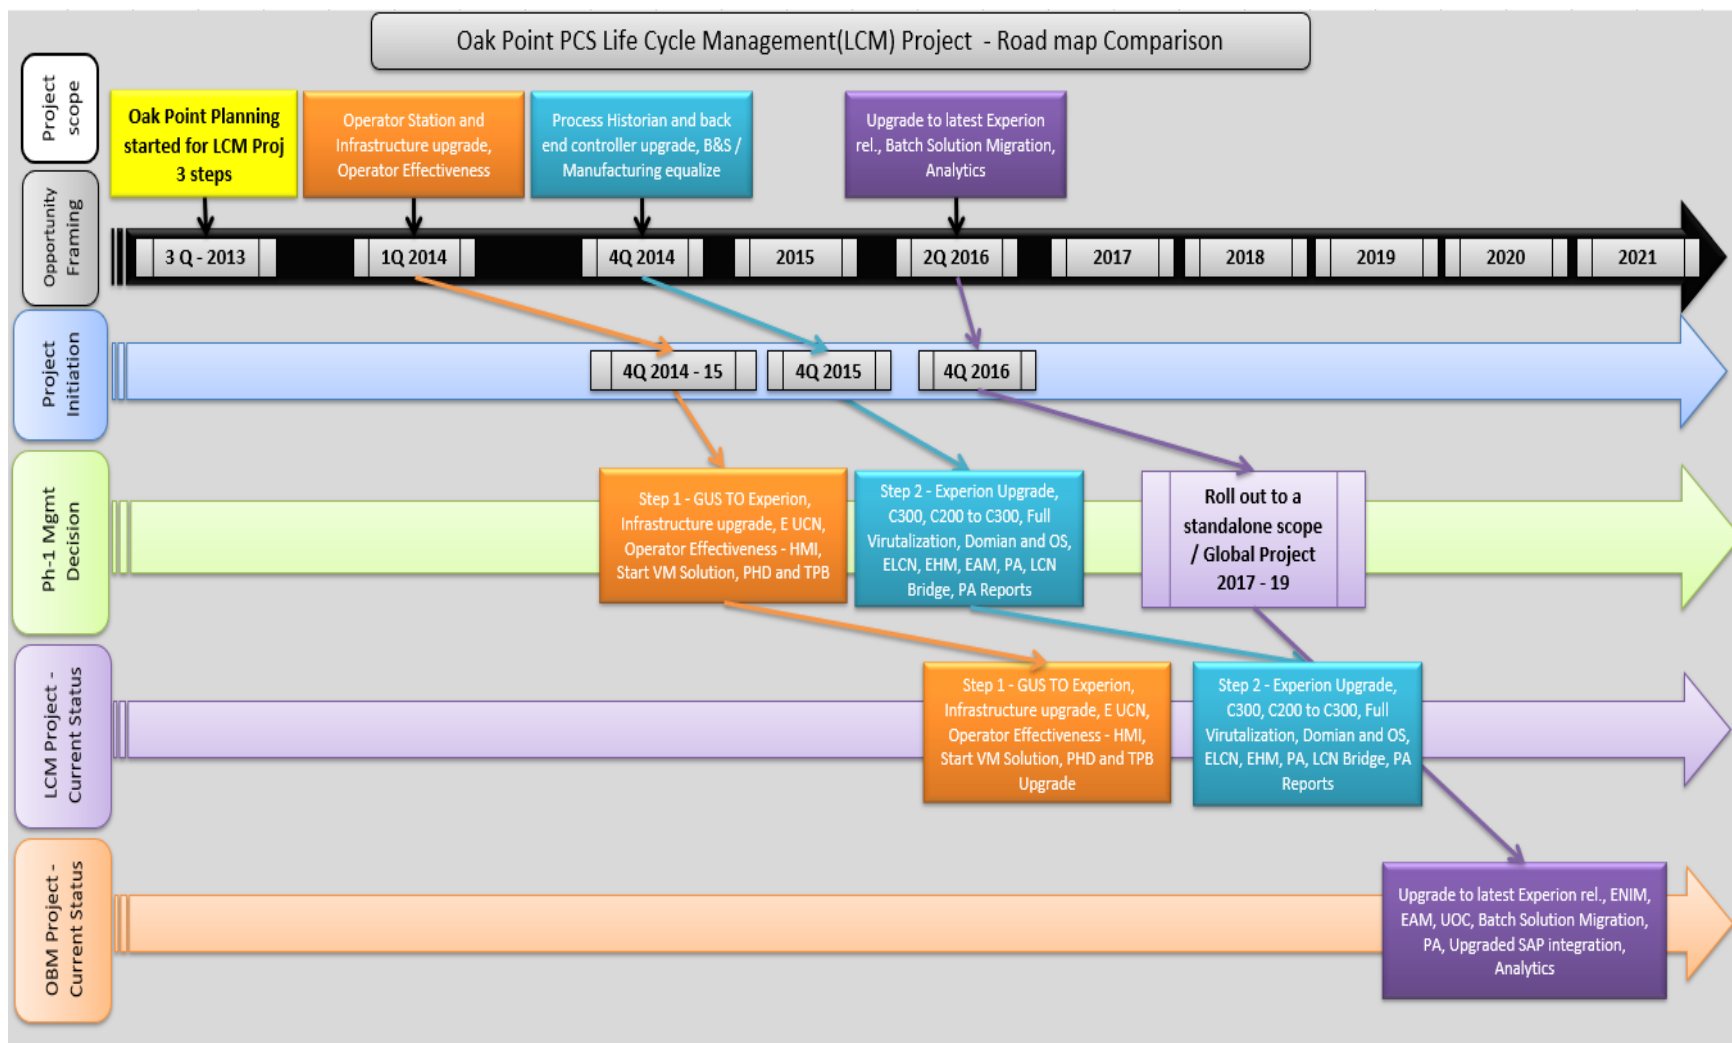 Oak Point PCS Life Cycle Management(LCM) Project - Road map Comparison
Project
scope
Oak Point Planning
started for LCM Proj
3 steps
Operator Station and
Infrastructure upgrade,
Operator Effectiveness
Process Historian and back
end controller upgrade, B&S /
Manufacturing equalize
Upgrade to latest Experion
rel., Batch Solution Migration,
Analytics
Opportunity
Framing
3 Q - 2013
1Q 2014
4Q 2014
2015
2Q 2016
2017
2018
2019
2020
2021
Project
Initiation
4Q 2014 - 15
4Q 2015
4Q 2016
Ph-1 Mgmt
Decision
Step 1 - GUS TO Experion,
Infrastructure upgrade, E UCN,
Operator Effectiveness - HMI,
Start VM Solution, PHD and TPB
Step 2 - Experion Upgrade,
C300, C200 to C300, Full
Virutalization, Domian and OS,
ELCN, EHM, EAM, PA, LCN
Bridge, PA Reports
Roll out to a
standalone scope
/ Global Project
2017 - 19
LCM Project -
Current Status
Step 1 - GUS TO Experion,
Infrastructure upgrade, E UCN,
Operator Effectiveness - HMI,
Start VM Solution, PHD and TPB
Upgrade
Step 2 - Experion Upgrade,
C300, C200 to C300, Full
Virutalization, Domian and OS,
ELCN, EHM, PA, LCN Bridge, PA
Reports
OBM Project -
Current Status
Upgrade to latest Experion rel., ENIM,
EAM, UOC, Batch Solution Migration,
PA, Upgraded SAP integration,
Analytics